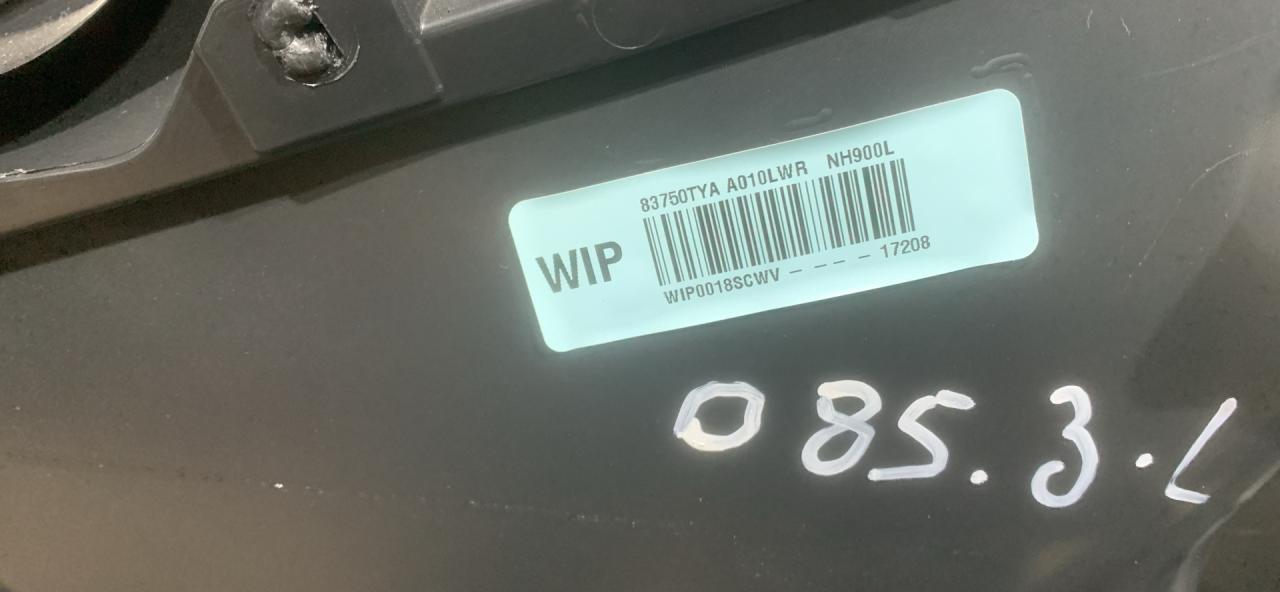 83750TYA A010LWR NH900L
WIP
WIP0018SCWV - - - - 17208
085.3.L